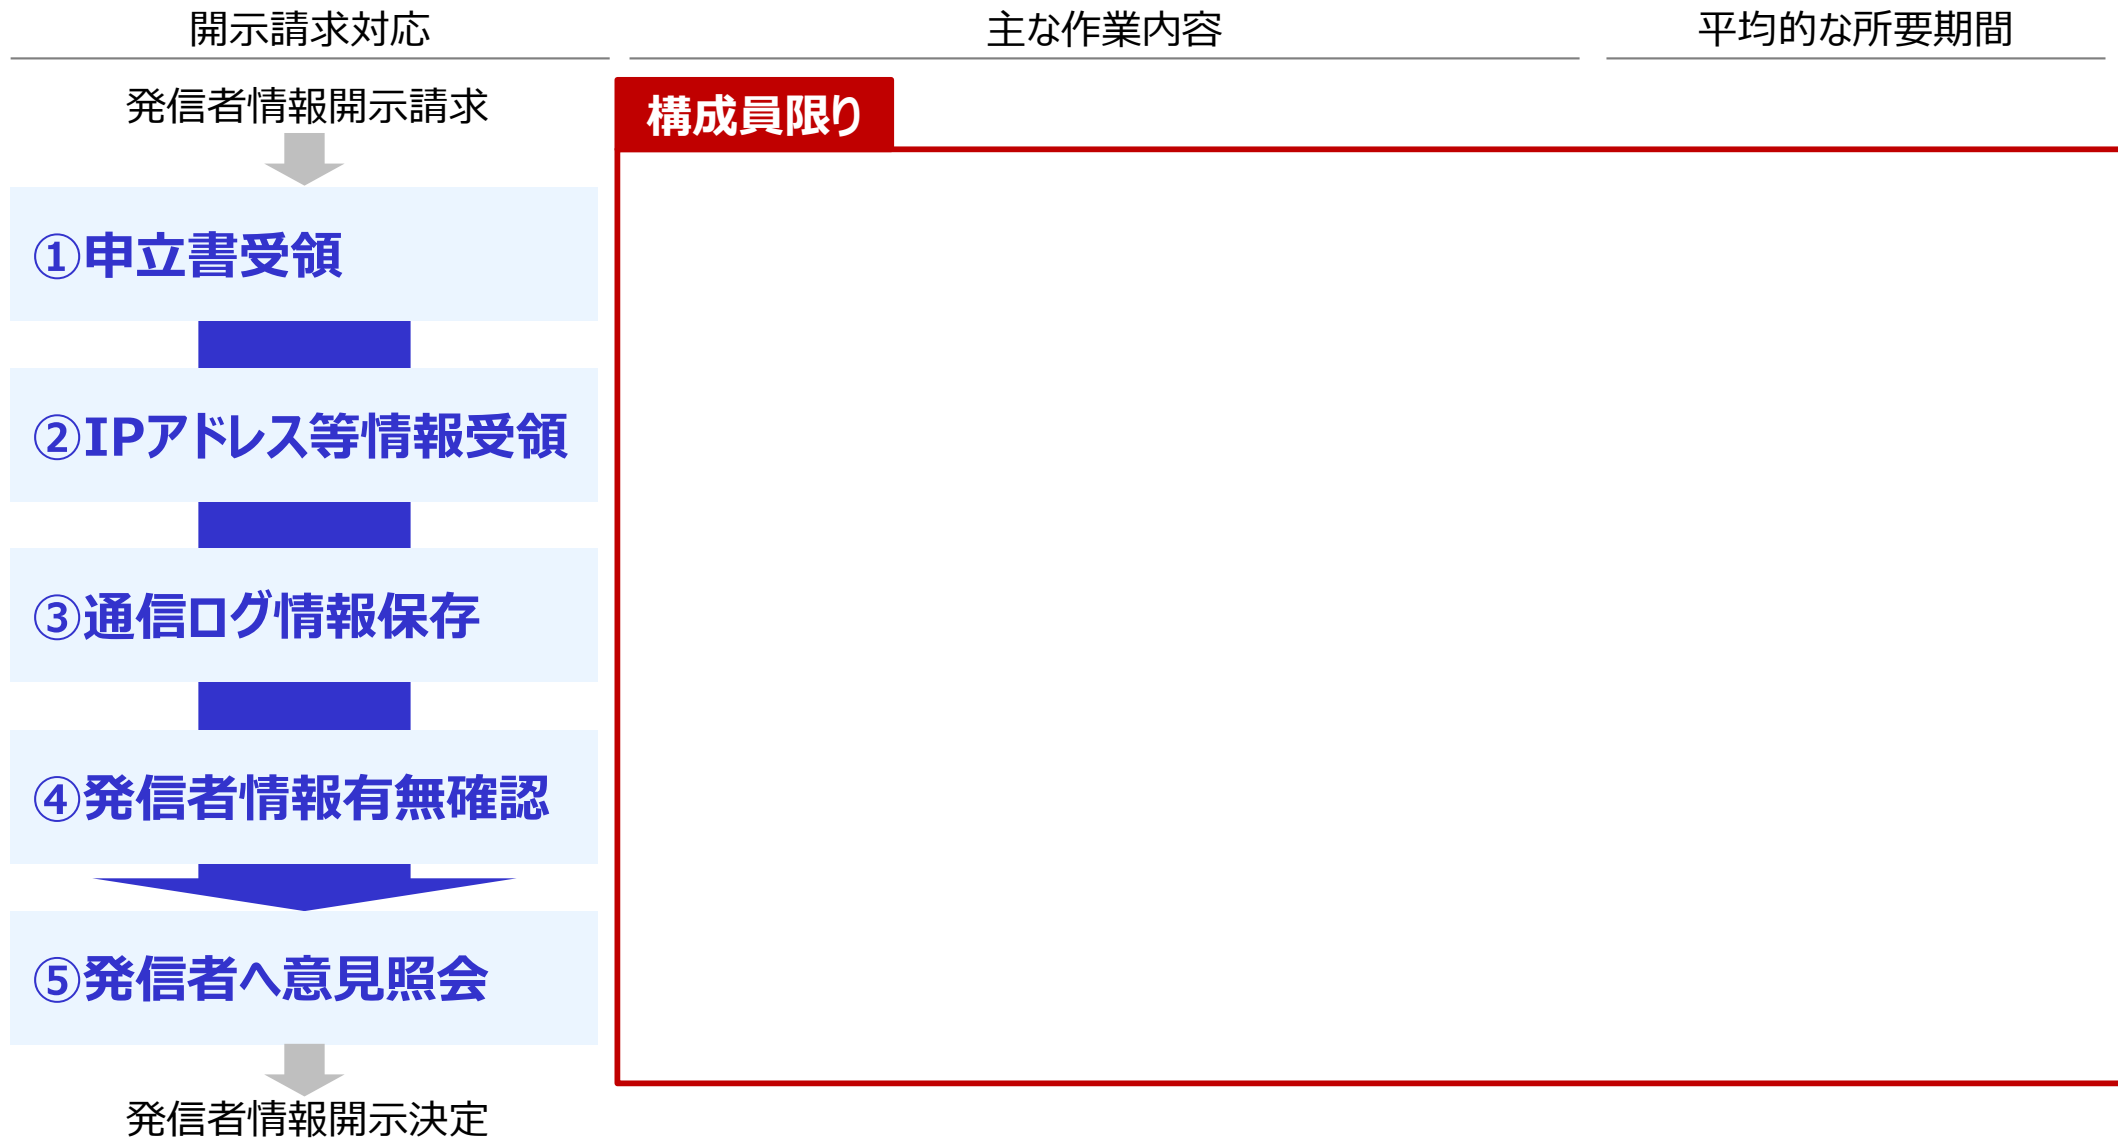 開示請求対応
主な作業内容
平均的な所要期間
発信者情報開示請求
構成員限り
①申立書受領
②IPアドレス等情報受領
③通信ログ情報保存
④発信者情報有無確認
⑤発信者へ意見照会
発信者情報開示決定